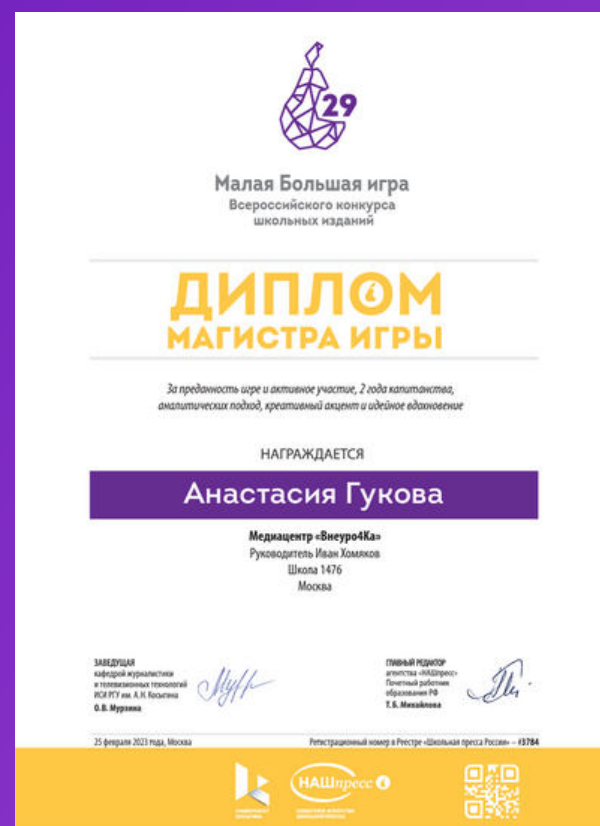 29
Малая Большая игра
Всероссийского конкурса
школьных изданий
ДИПЛОМ
МАГИСТРА ИГРЫ
За преданность игре и активное участие, 2 года капитанства,
аналитических подход, креативный акцент и идейное вдохновение
НАГРАЖДАЕТСЯ
Анастасия Гукова
Медиацентр «Внеуро4Ка»
Руководитель Иван Хомяков
Школа 1476
Москва
ЗАВЕДУЩАЯ
кафедрой журналистики
и телевизионных технологий
ИСИ РГУ им. А.Н. Косыгина
О.В. Мурзина
ГЛАВНЫЙ РЕДАКТОР
агентства «НАШпресс»
Почетный работник
образования РФ
Т.Б. Михайлова
25 февраля 2023 года, Москва
Регистрационный номер в Реестре «Школьная пресса России» – #3784
НАШпресс